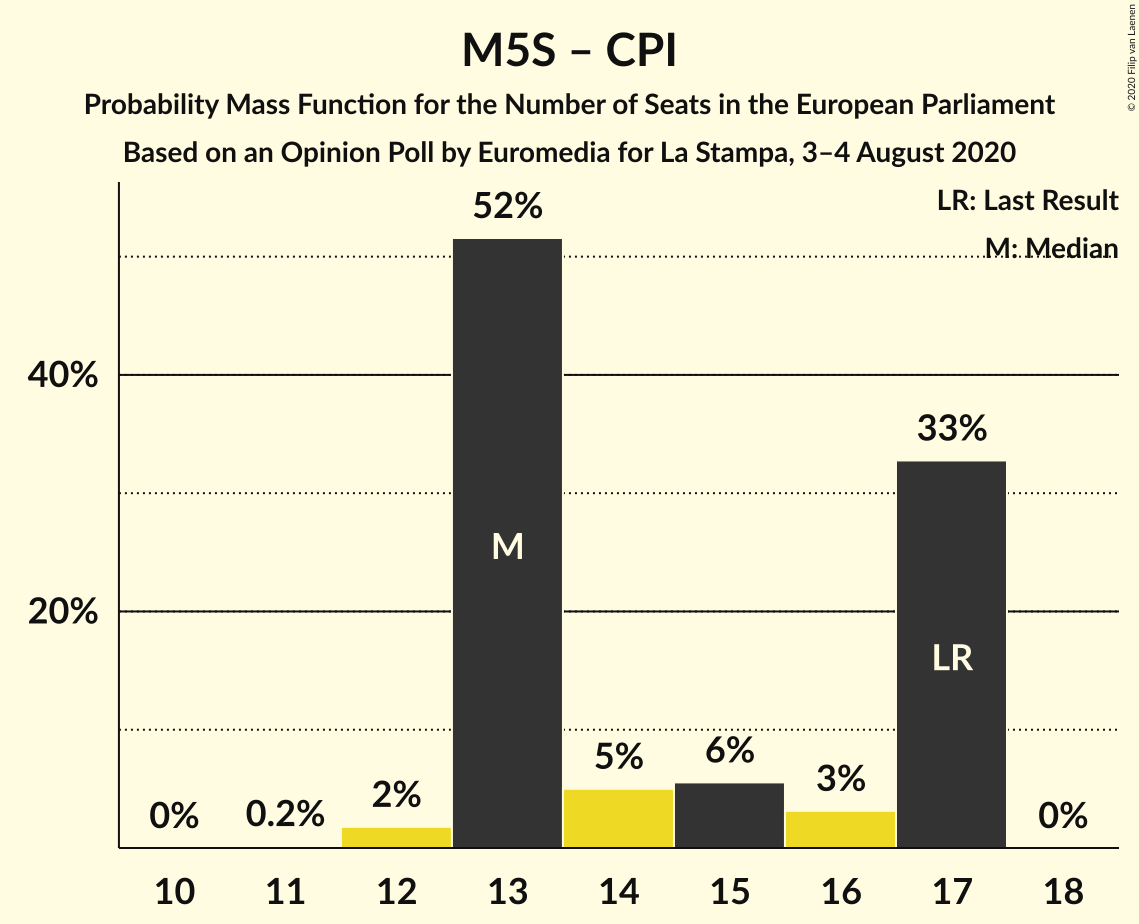 M5S – CPI
Probability Mass Function for the Number of Seats in the European Parliament
Based on an Opinion Poll by Euromedia for La Stampa, 3–4 August 2020
© 2020 Filip van Laenen
LR: Last Result
M: Median
52%
40%
33%
M
20%
LR
5%
6%
3%
2%
0%
0.2%
0%
10 11 12 13 14 15 16 17 18